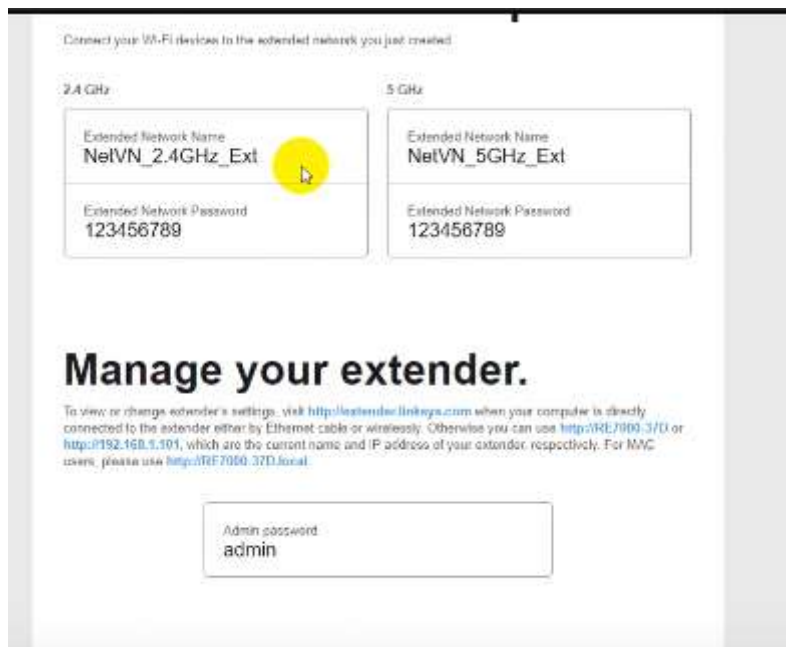 Connect your Wi-Fi devices to the extended network you just created.
2.4 GHz
5 GHz
Extended Network Name
NetVN_2.4GHz_Ext
Extended Network Password
123456789
Extended Network Name
NetVN_5GHz_Ext
Extended Network Password
123456789
Manage your extender.
To view or change extender's settings, visit http://extender.linksys.com when your computer is directly
connected to the extender either by Ethernet cable or wirelessly. Otherwise you can use http://RE7000-37D or
http://192.168.1.101, which are the current name and IP address of your extender, respectively. For MAC
users, please use http://RE7000-37D.local.
Admin password
admin